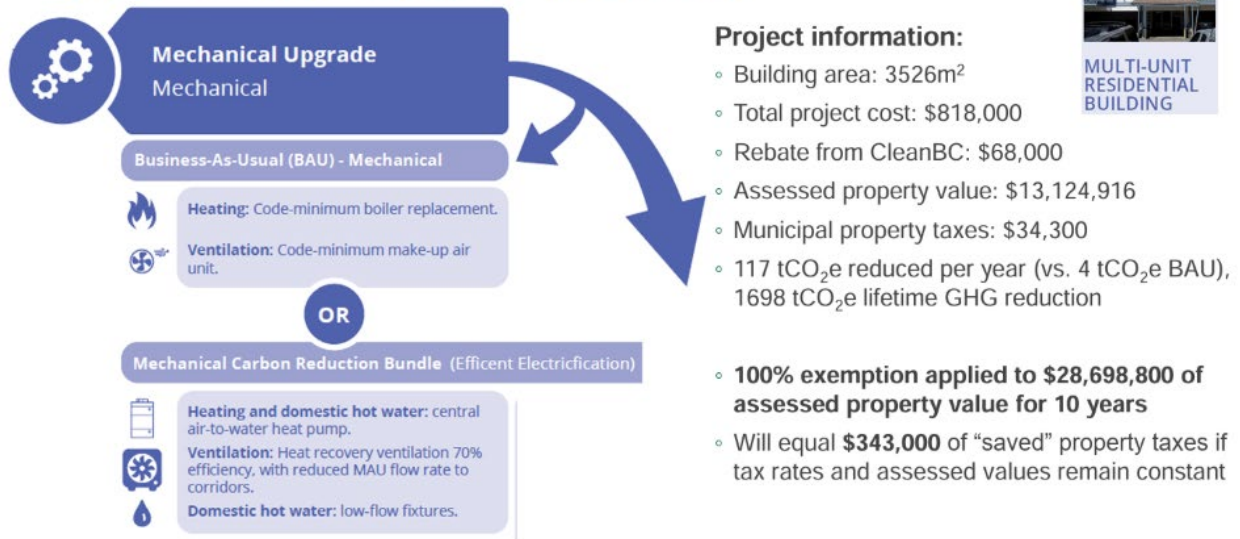 Mechanical Upgrade
Mechanical
Business-As-Usual (BAU) - Mechanical
Heating: Code-minimum boiler replacement.
Ventilation: Code-minimum make-up air
unit.
OR
Mechanical Carbon Reduction Bundle (Efficent Electricfication)
Heating and domestic hot water: central
air-to-water heat pump.
Ventilation: Heat recovery ventilation 70%
efficiency, with reduced MAU flow rate to
corridors.
Domestic hot water: low-flow fixtures.
Project information:
◦ Building area: 3526m²
◦ Total project cost: $818,000
◦ Rebate from CleanBC: $68,000
◦ Assessed property value: $13,124,916
◦ Municipal property taxes: $34,300
◦ 117 tCO₂e reduced per year (vs. 4 tCO₂e BAU),
1698 tCO₂e lifetime GHG reduction
◦ 100% exemption applied to $28,698,800 of
assessed property value for 10 years
◦ Will equal $343,000 of “saved” property taxes if
tax rates and assessed values remain constant
MULTI-UNIT
RESIDENTIAL
BUILDING